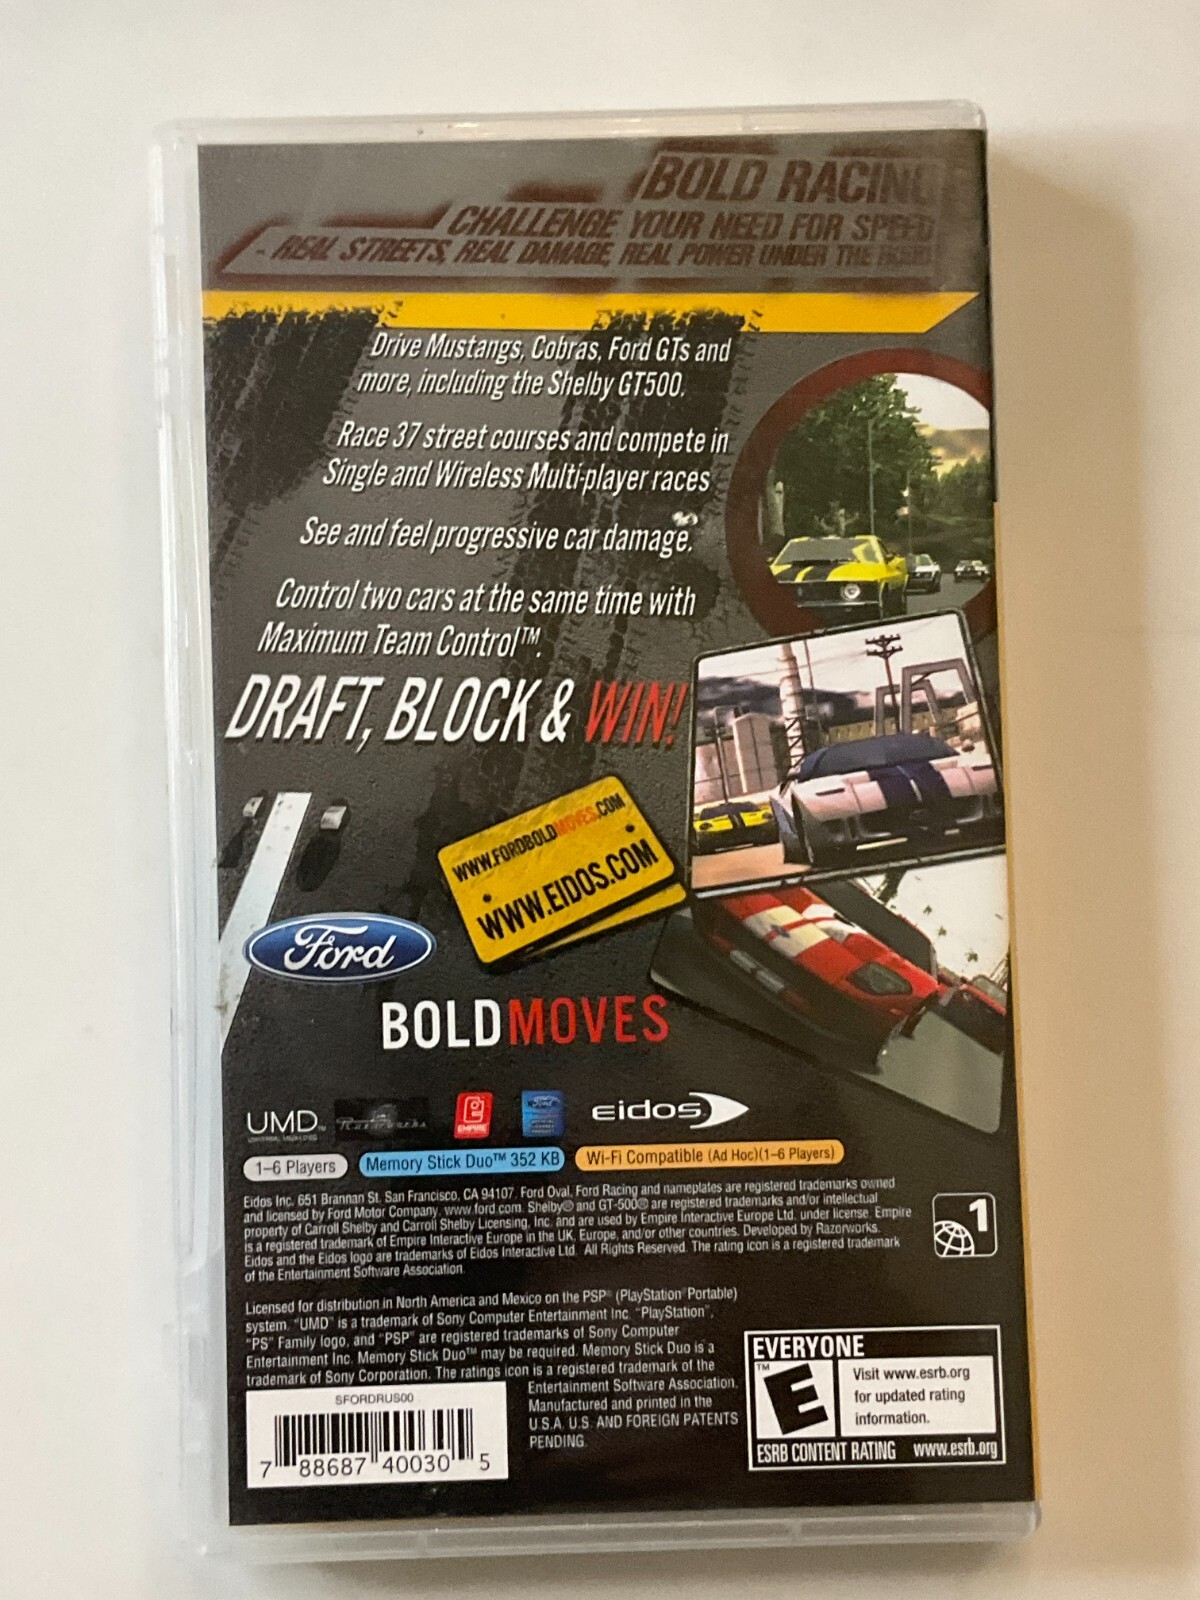 BOLD RACING
CHALLENGE YOUR NEED FOR SPEED
- REAL STREETS, REAL DAMAGE, REAL POWER UNDER THE HOOD
Drive Mustangs, Cobras, Ford GTs and
more, including the Shelby GT500.
Race 37 street courses and compete in
Single and Wireless Multi-player races
See and feel progressive car damage.
Control two cars at the same time with
Maximum Team Control™.
DRAFT, BLOCK & WIN!
WWW.FORDBOLDMOVES.COM
WWW.EIDOS.COM
Ford
BOLDMOVES
UMD™
UNIVERSAL MEDIA DISC
Razorworks
EMPIRE
Ford
eidos
1-6 Players
Memory Stick Duo™ 352 KB
Wi-Fi Compatible (Ad Hoc)(1-6 Players)
Eidos Inc. 651 Brannan St. San Francisco, CA 94107. Ford Oval, Ford Racing and nameplates are registered trademarks owned
and licensed by Ford Motor Company. www.ford.com. Shelby® and GT-500® are registered trademarks and/or intellectual
property of Carroll Shelby and Carroll Shelby Licensing, Inc. and are used by Empire Interactive Europe Ltd. under license. Empire
is a registered trademark of Empire Interactive Europe in the UK, Europe, and/or other countries. Developed by Razorworks.
Eidos and the Eidos logo are trademarks of Eidos Interactive Ltd. All Rights Reserved. The rating icon is a registered trademark
of the Entertainment Software Association.
1
Licensed for distribution in North America and Mexico on the PSP® (PlayStation®Portable)
system. "UMD" is a trademark of Sony Computer Entertainment Inc. "PlayStation",
"PS" Family logo, and "PSP" are registered trademarks of Sony Computer
Entertainment Inc. Memory Stick Duo™ may be required. Memory Stick Duo is a
trademark of Sony Corporation. The ratings icon is a registered trademark of the
Entertainment Software Association.
Manufactured and printed in the
U.S.A. U.S. AND FOREIGN PATENTS
PENDING.
SFORDRUS00
7 88687 40030 5
EVERYONE
™
E
Visit www.esrb.org
for updated rating
information.
ESRB CONTENT RATING www.esrb.org